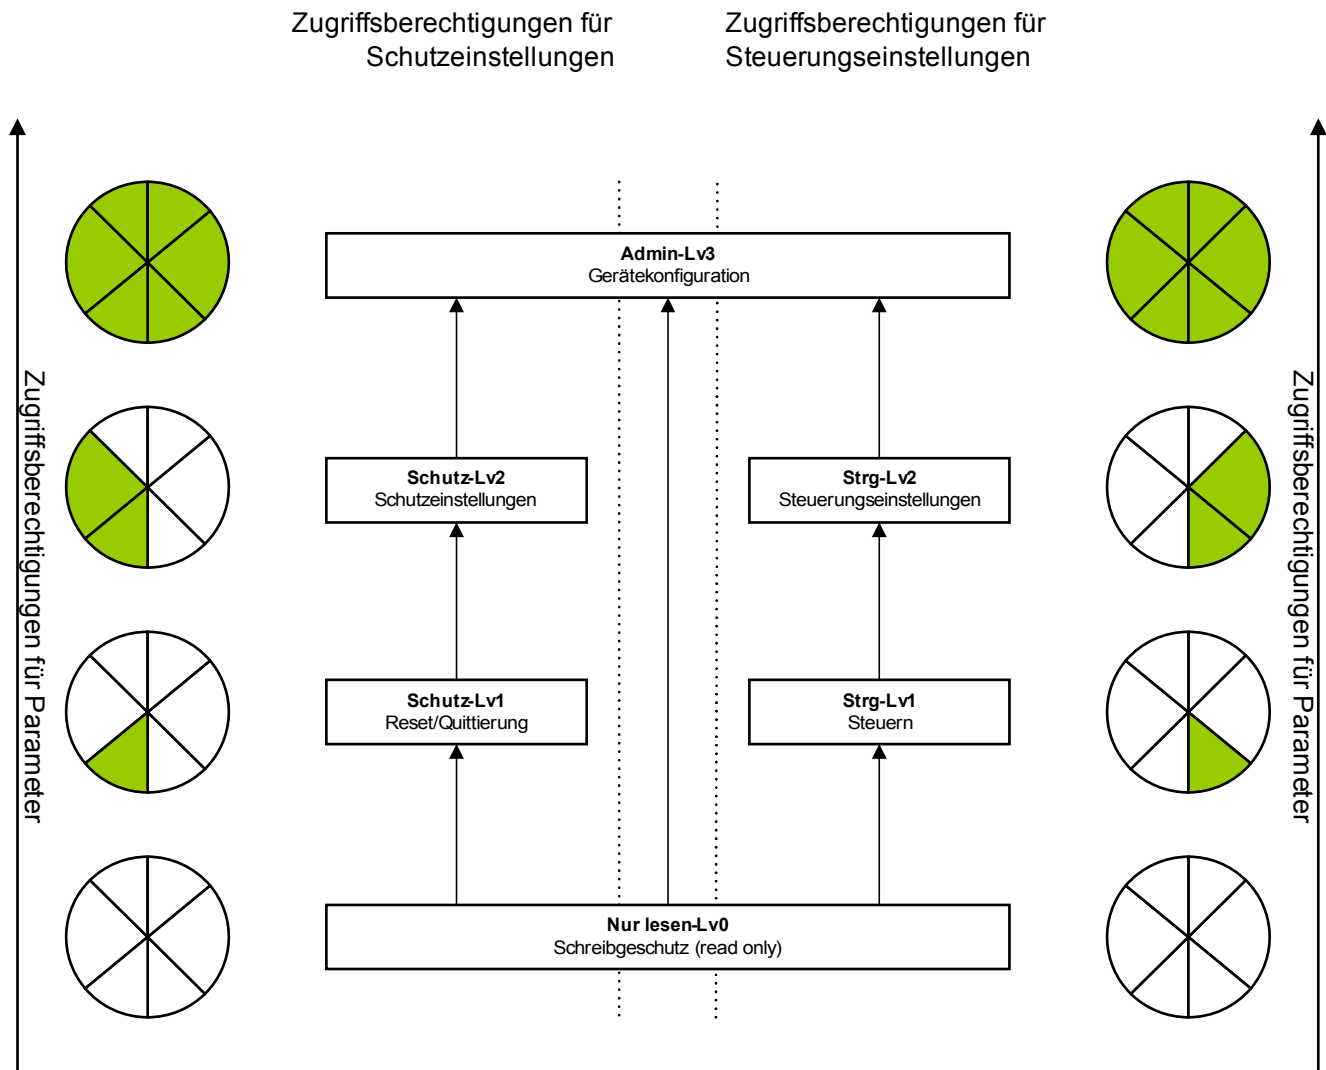 Zugriffsberechtigungen für
Schutzeinstellungen
Zugriffsberechtigungen für
Steuerungseinstellungen
Zugriffsberechtigungen für Parameter
Zugriffsberechtigungen für Parameter
Admin-Lv3
Gerätekonfiguration
Schutz-Lv2
Schutzeinstellungen
Strg-Lv2
Steuerungseinstellungen
Schutz-Lv1
Reset/Quittierung
Strg-Lv1
Steuern
Nur lesen-Lv0
Schreibgeschutz (read only)